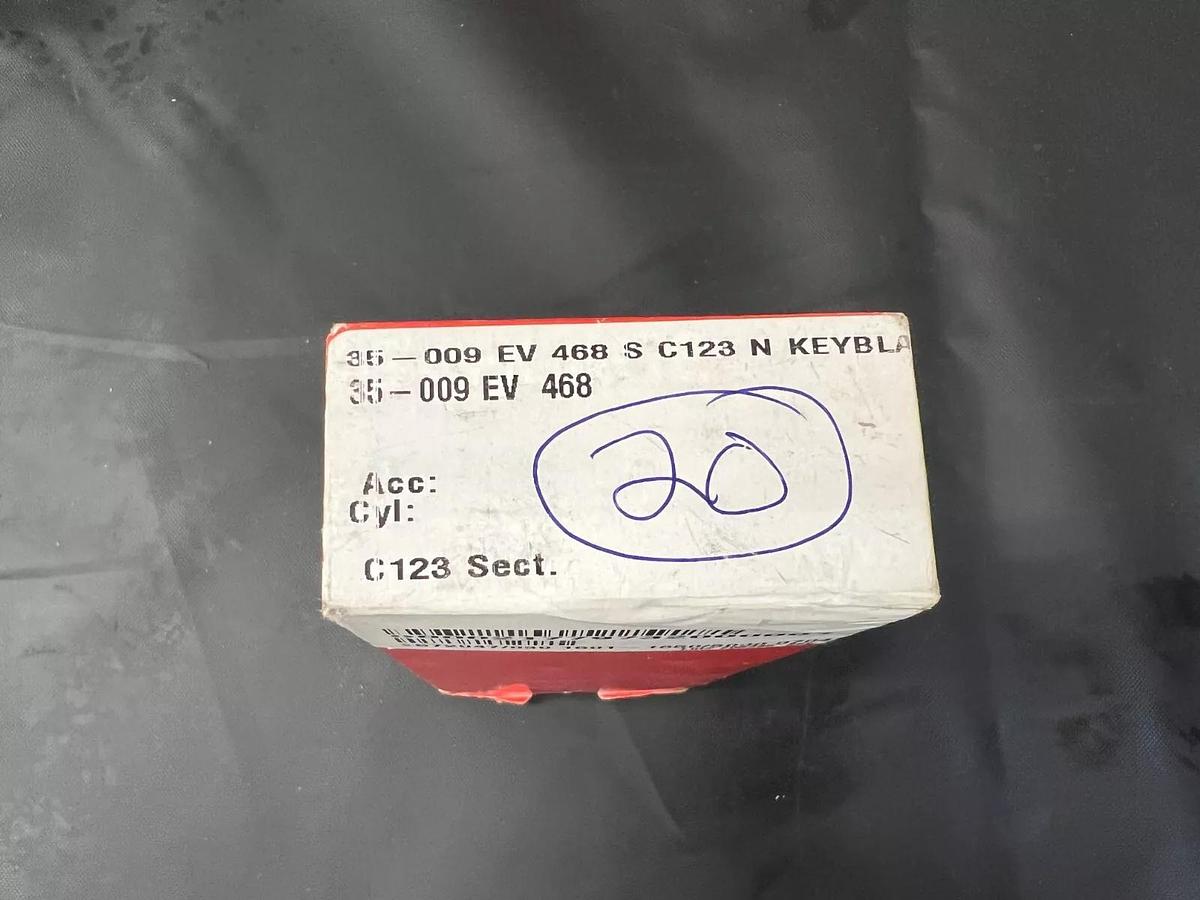 35-009 EV 468 S C123 N KEYBLA
35-009 EV 468
20
Acc:
Cyl:
C123 Sect.